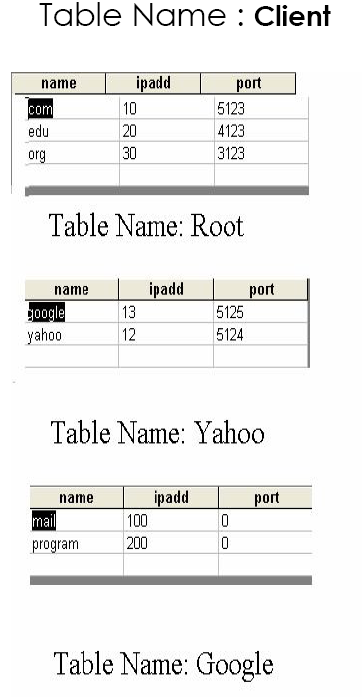 Table Name : Client
name ipadd port
com 10 5123
edu 20 4123
org 30 3123
Table Name: Root
name ipadd port
google 13 5125
yahoo 12 5124
Table Name: Yahoo
name ipadd port
mail 100 0
program 200 0
Table Name: Google